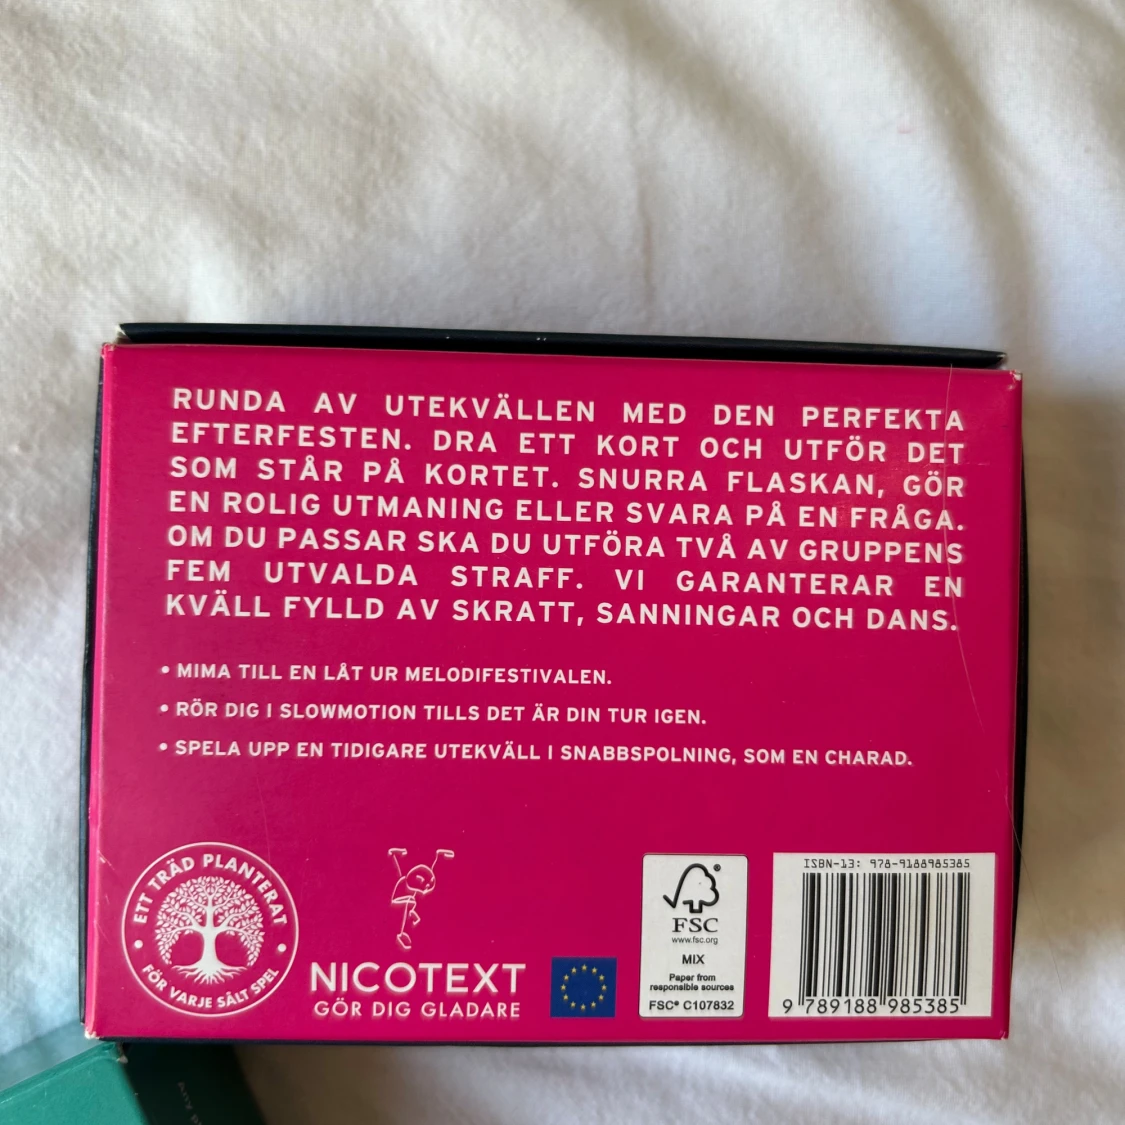 RUNDA AV UTEKVÄLLEN MED DEN PERFEKTA
EFTERFESTEN. DRA ETT KORT OCH UTFÖR DET
SOM STÅR PÅ KORTET. SNURRA FLASKAN, GÖR
EN ROLIG UTMANING ELLER SVARA PÅ EN FRÅGA.
OM DU PASSAR SKA DU UTFÖRA TVÅ AV GRUPPENS
FEM UTVALDA STRAFF. VI GARANTERAR EN
KVÄLL FYLLD AV SKRATT, SANNINGAR OCH DANS.
• MIMA TILL EN LÅT UR MELODIFESTIVALEN.
• RÖR DIG I SLOWMOTION TILLS DET ÄR DIN TUR IGEN.
• SPELA UPP EN TIDIGARE UTEKVÄLL I SNABBSPOLNING, SOM EN CHARAD.
• ETT TRÄD PLANTERAT •
FÖR VARJE SÅLT SPEL
NICOTEXT
GÖR DIG GLADARE
FSC
www.fsc.org
MIX
Paper from
responsible sources
FSC® C107832
ISBN-13: 978-9188985385
9 789188 985385